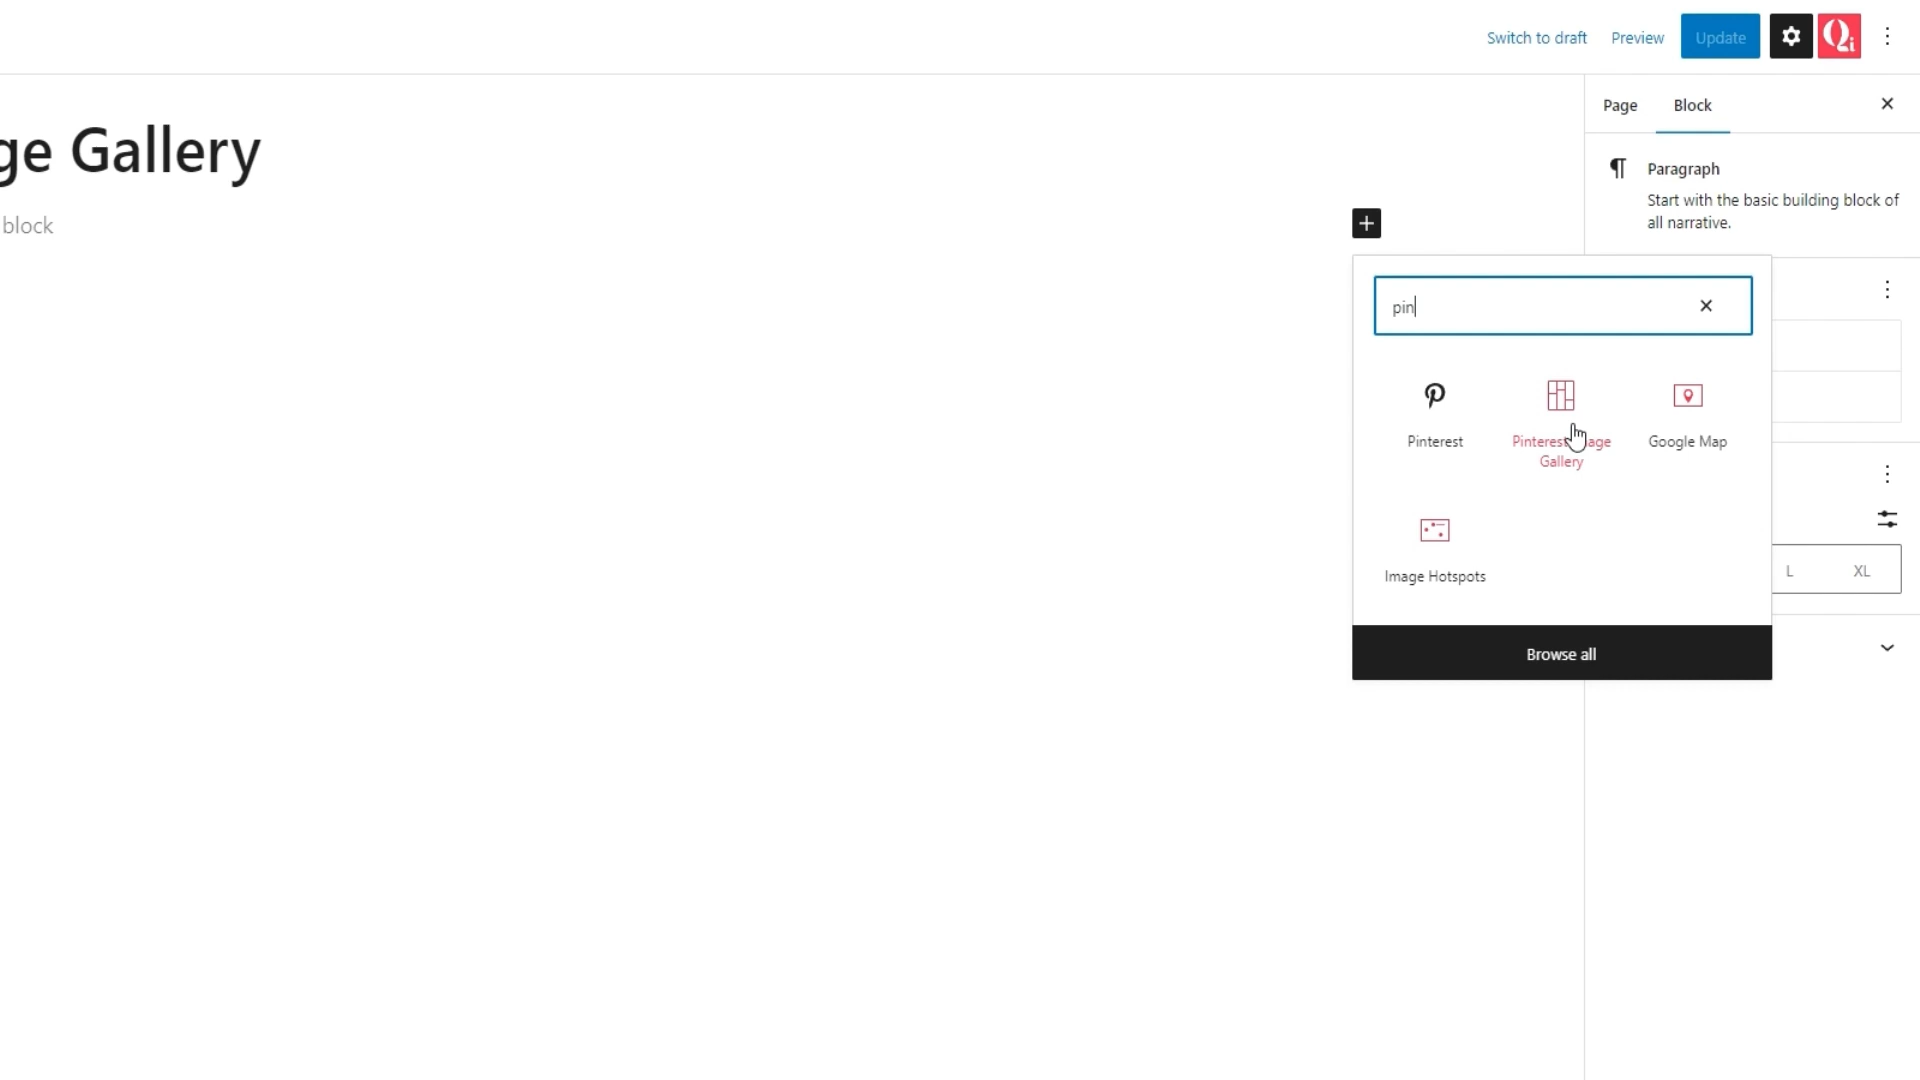 Switch to draft Preview Update Qi
Page Block
ge Gallery
Paragraph
Start with the basic building block of
all narrative.
block
pin
Pinterest
Gallery
Google Map
Image Hotspots
L XL
Browse all